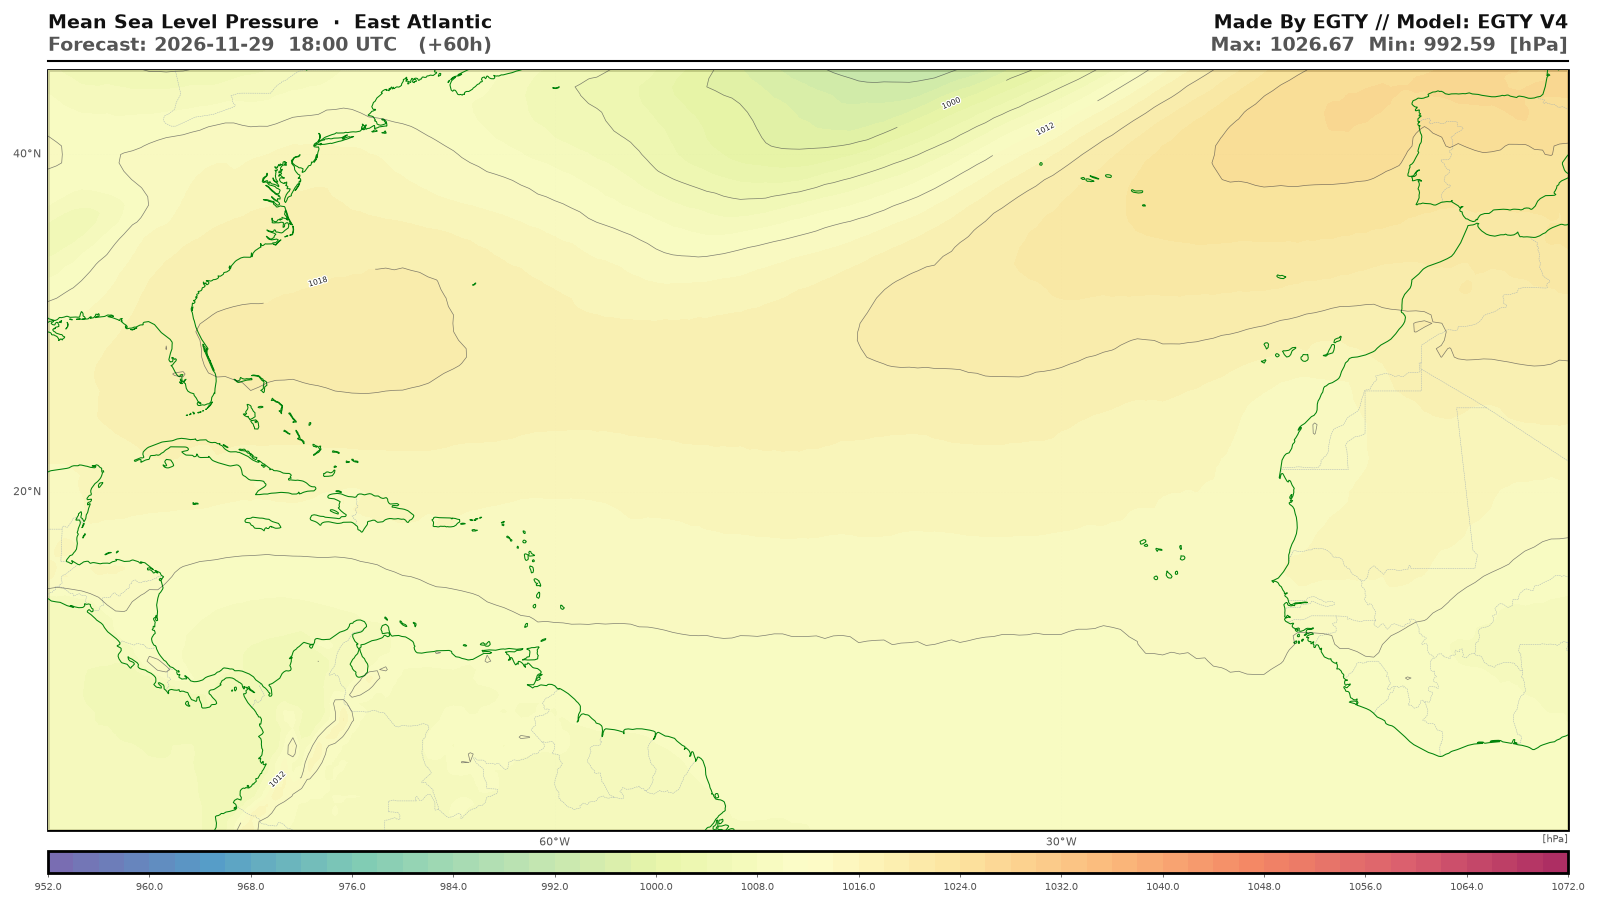 Mean Sea Level Pressure · East Atlantic
Made By EGTY // Model: EGTY V4
Forecast: 2026-11-29 18:00 UTC (+60h)
Max: 1026.67 Min: 992.59 [hPa]
1000
1012
40°N
1018
20°N
1012
60°W
30°W
[hPa]
952.0 960.0 968.0 976.0 984.0 992.0 1000.0 1008.0 1016.0 1024.0 1032.0 1040.0 1048.0 1056.0 1064.0 1072.0